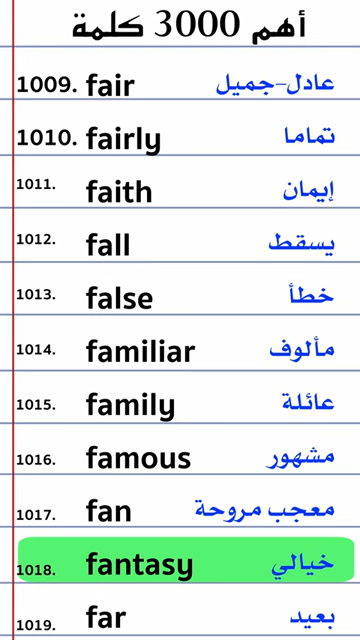 أهم 3000 كلمة
1009. fair عادل-جميل
1010. fairly تماما
1011. faith إيمان
1012. fall يسقط
1013. false خطأ
1014. familiar مألوف
1015. family عائلة
1016. famous مشهور
1017. fan معجب مروحة
1018. fantasy خيالي
1019. far بعيد